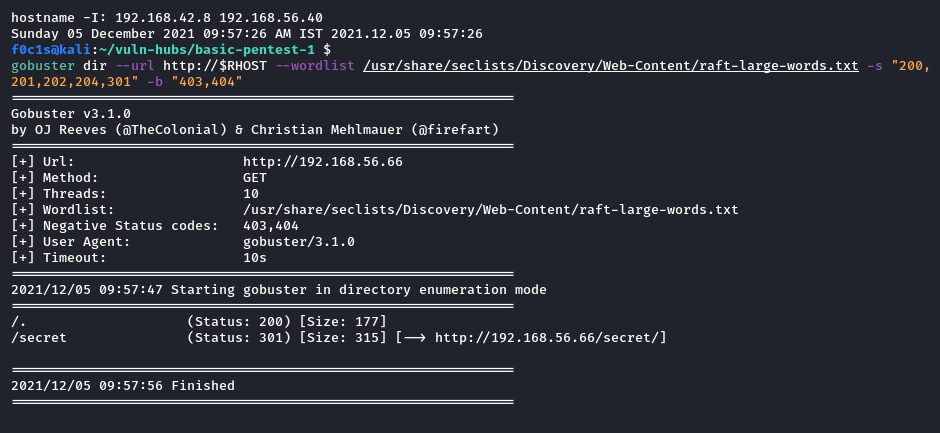 hostname -I: 192.168.42.8 192.168.56.40
Sunday 05 December 2021 09:57:26 AM IST 2021.12.05 09:57:26
f0c1s@kali:~/vuln-hubs/basic-pentest-1 $
gobuster dir --url http://$RHOST --wordlist /usr/share/seclists/Discovery/Web-Content/raft-large-words.txt -s "200,
201,202,204,301" -b "403,404"
===============================================================
Gobuster v3.1.0
by OJ Reeves (@TheColonial) & Christian Mehlmauer (@firefart)
===============================================================
[+] Url:                     http://192.168.56.66
[+] Method:                  GET
[+] Threads:                 10
[+] Wordlist:                /usr/share/seclists/Discovery/Web-Content/raft-large-words.txt
[+] Negative Status codes:   403,404
[+] User Agent:              gobuster/3.1.0
[+] Timeout:                 10s
===============================================================
2021/12/05 09:57:47 Starting gobuster in directory enumeration mode
===============================================================
/.                    (Status: 200) [Size: 177]
/secret               (Status: 301) [Size: 315] [--> http://192.168.56.66/secret/]
===============================================================
2021/12/05 09:57:56 Finished
===============================================================